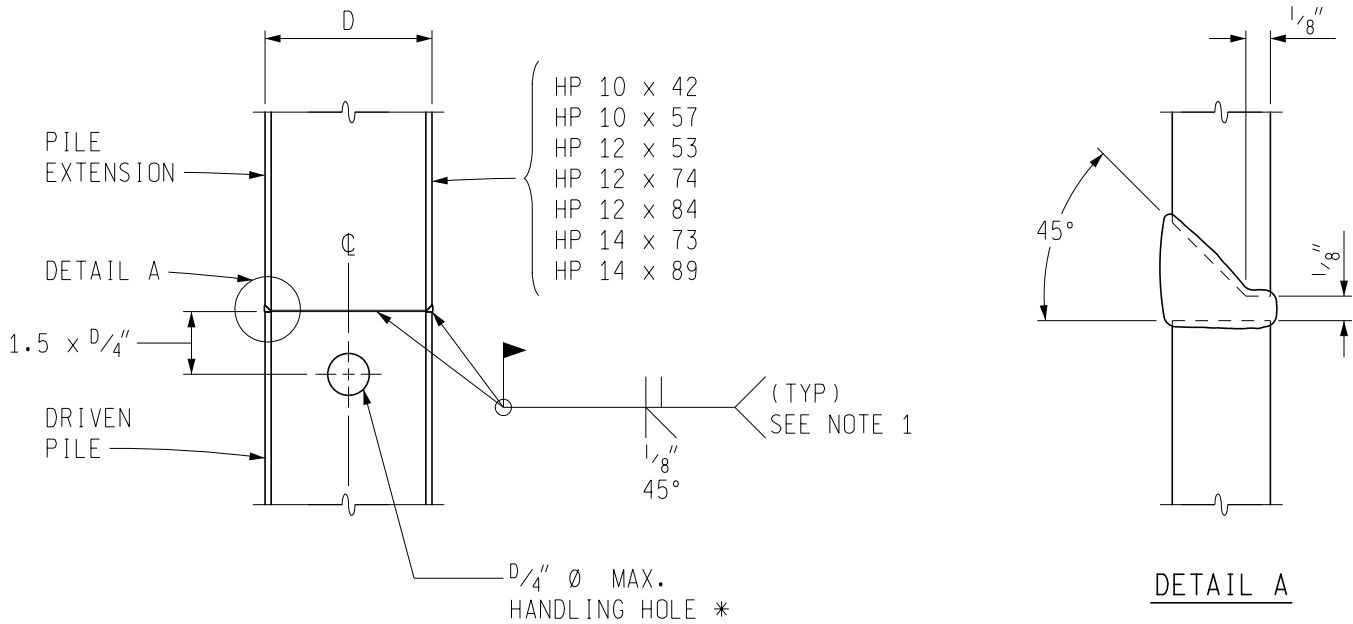 D
HP 10 x 42
HP 10 x 57
HP 12 x 53
HP 12 x 74
HP 12 x 84
HP 14 x 73
HP 14 x 89
PILE
EXTENSION
℄
DETAIL A
1.5 x D/4"
DRIVEN
PILE
(TYP)
SEE NOTE 1
1/8"
45°
D/4" Ø MAX.
HANDLING HOLE *
1/8"
45°
1/8"
DETAIL A